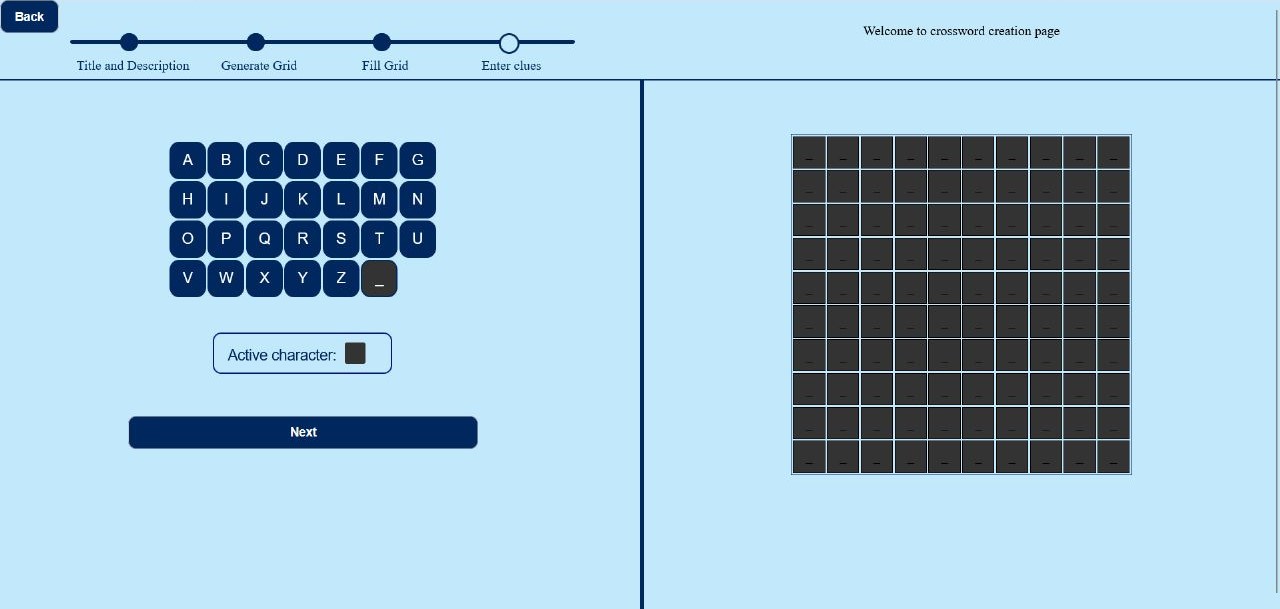 Back
Welcome to crossword creation page
Title and Description Generate Grid Fill Grid Enter clues
A B C D E F G
H I J K L M N
O P Q R S T U
V W X Y Z _
Active character:
Next
_ _ _ _ _ _ _ _ _ _
_ _ _ _ _ _ _ _ _ _
_ _ _ _ _ _ _ _ _ _
_ _ _ _ _ _ _ _ _ _
_ _ _ _ _ _ _ _ _ _
_ _ _ _ _ _ _ _ _ _
_ _ _ _ _ _ _ _ _ _
_ _ _ _ _ _ _ _ _ _
_ _ _ _ _ _ _ _ _ _
_ _ _ _ _ _ _ _ _ _